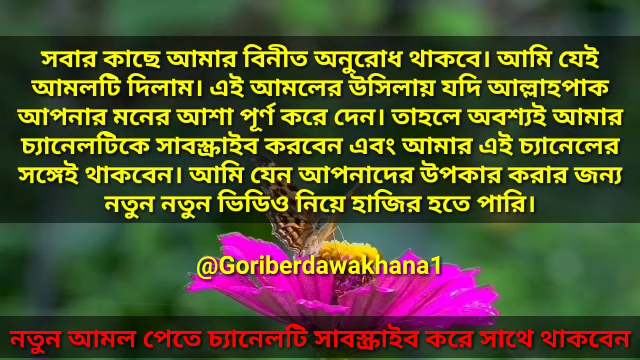 সবার কাছে আমার বিনীত অনুরোধ থাকবে। আমি যেই
আমলটি দিলাম। এই আমলের উসিলায় যদি আল্লাহপাক
আপনার মনের আশা পূর্ণ করে দেন। তাহলে অবশ্যই আমার
চ্যানেলটিকে সাবস্ক্রাইব করবেন এবং আমার এই চ্যানেলের
সঙ্গেই থাকবেন। আমি যেন আপনাদের উপকার করার জন্য
নতুন নতুন ভিডিও নিয়ে হাজির হতে পারি।
@Goriberdawakhana1
নতুন আমল পেতে চ্যানেলটি সাবস্ক্রাইব করে সাথে থাকবেন